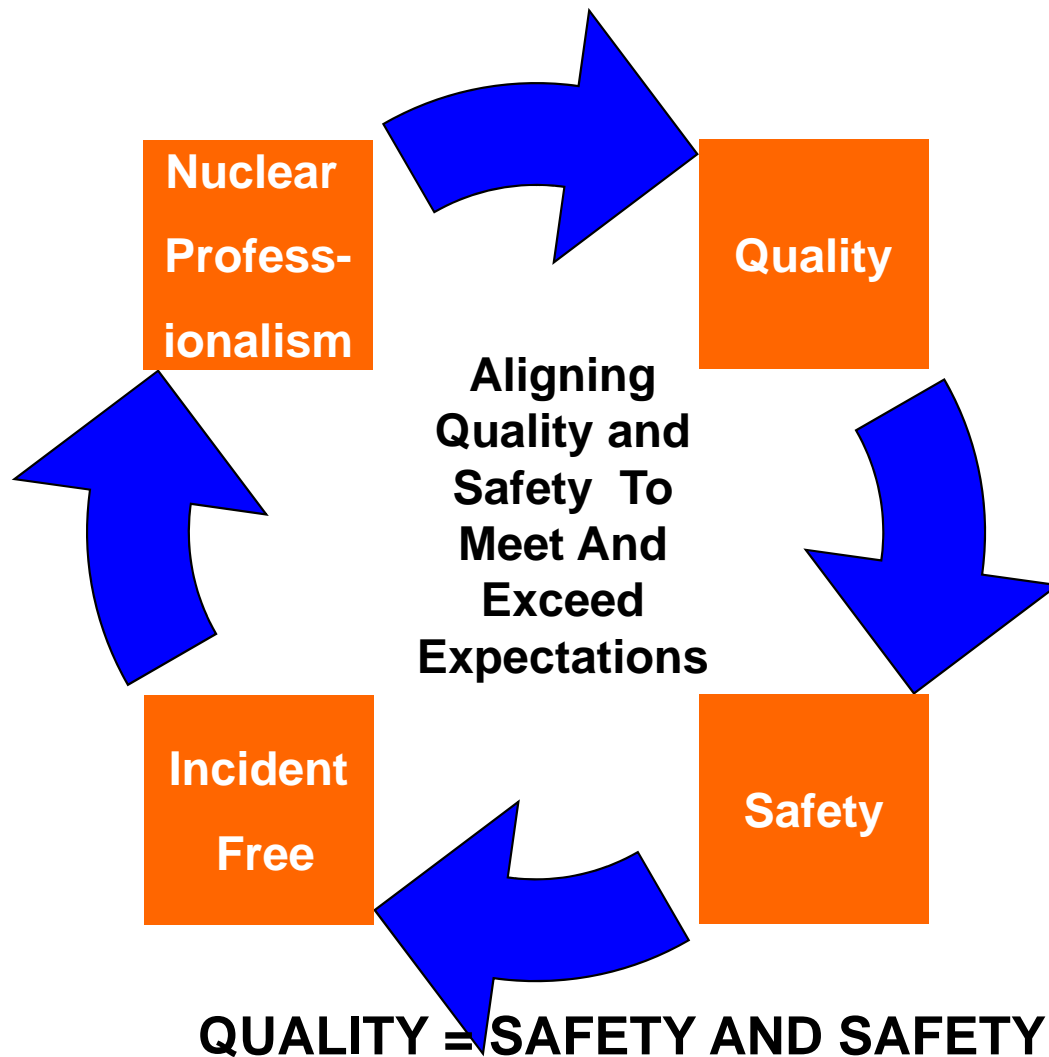 Nuclear
Profess-
ionalism
Quality
Aligning
Quality and
Safety To
Meet And
Exceed
Expectations
Incident
Free
Safety
QUALITY = SAFETY AND SAFETY